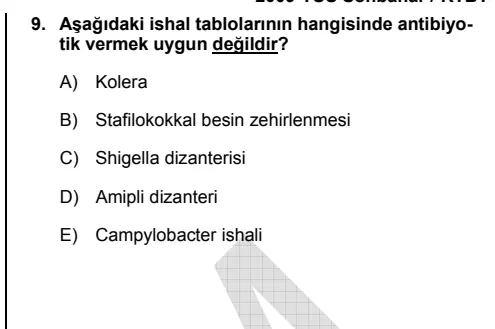 9. Aşağıdaki ishal tablolarının hangisinde antibiyo-
tik vermek uygun değildir?
A) Kolera
B) Stafilokokkal besin zehirlenmesi
C) Shigella dizanterisi
D) Amipli dizanteri
E) Campylobacter ishali